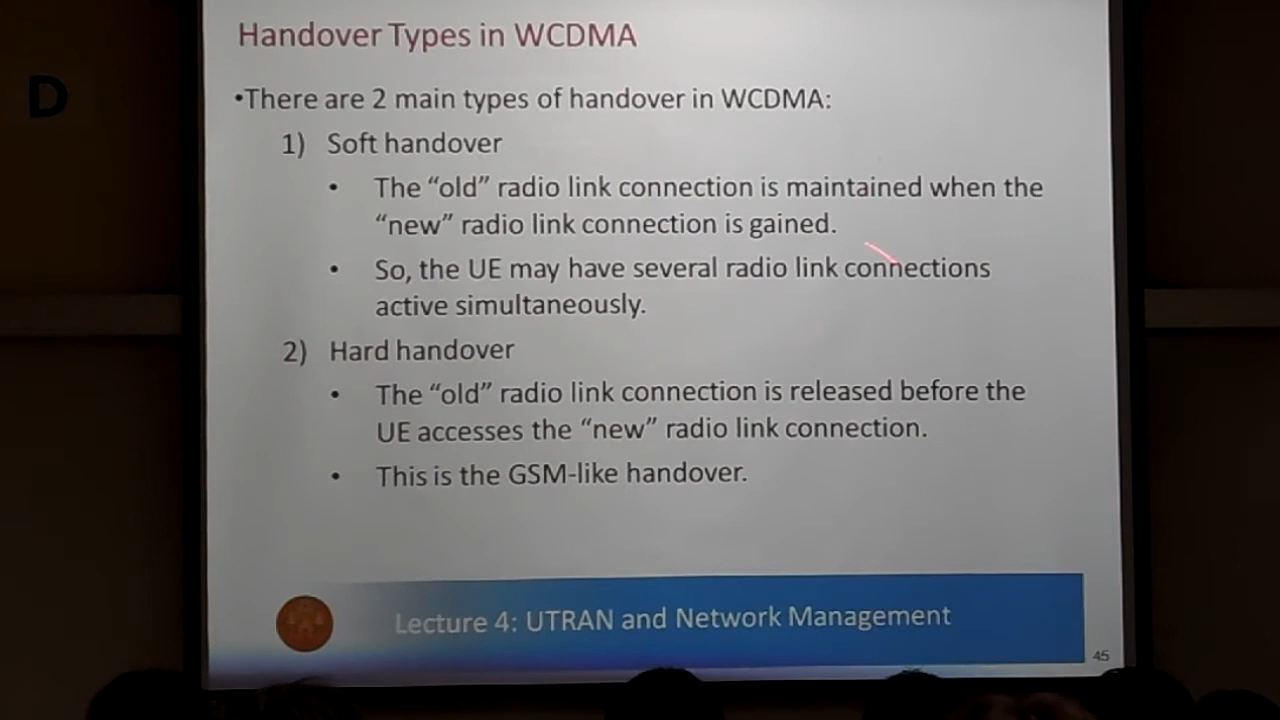 D
Handover Types in WCDMA
•There are 2 main types of handover in WCDMA:
1) Soft handover
• The “old” radio link connection is maintained when the
“new” radio link connection is gained.
• So, the UE may have several radio link connections
active simultaneously.
2) Hard handover
• The “old” radio link connection is released before the
UE accesses the “new” radio link connection.
• This is the GSM-like handover.
Lecture 4: UTRAN and Network Management
45